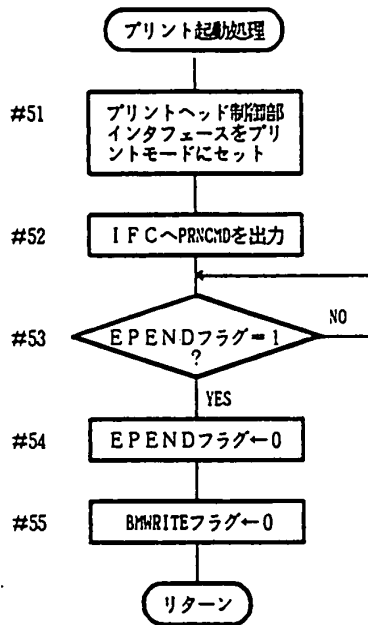 プリント起動処理
#51
プリントヘッド制御部
インタフェースをプリ
ントモードにセット
#52
IFCへPRNCMDを出力
#53
EPENDフラグ=1
?
NO
YES
#54
EPENDフラグ←0
#55
BMWRITEフラグ←0
リターン